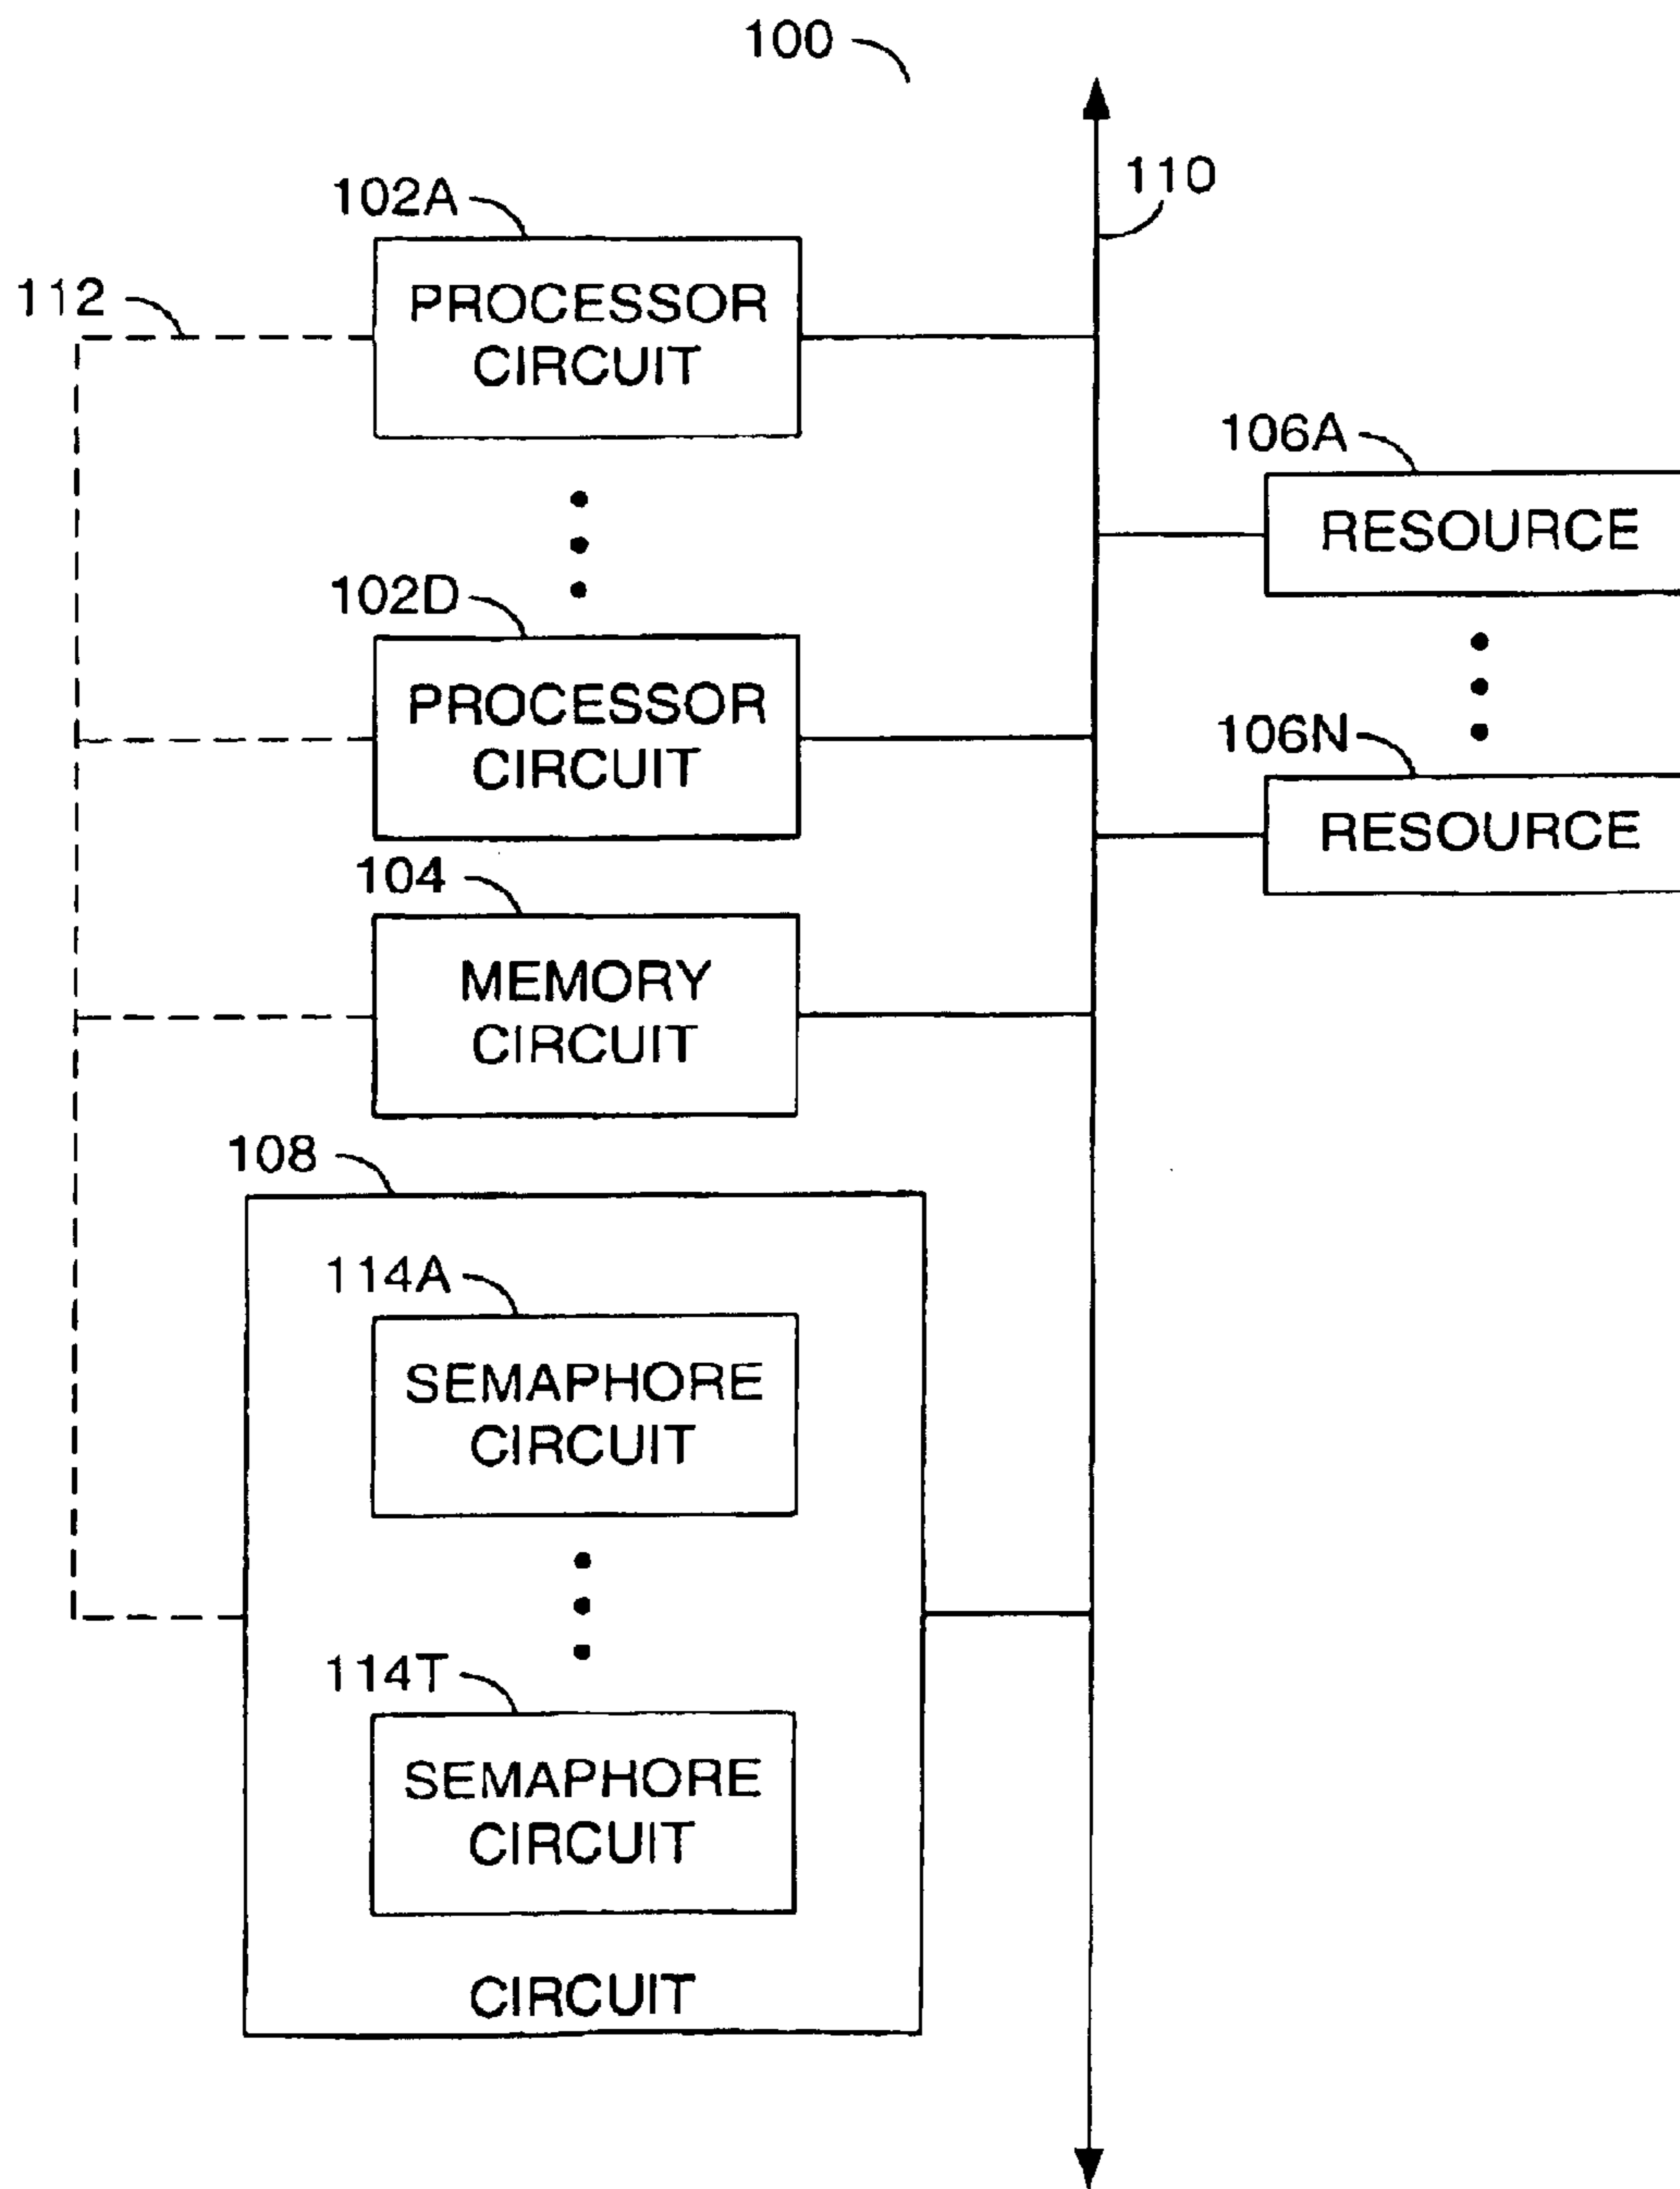 100
110
102A
PROCESSOR
CIRCUIT
112
106A
RESOURCE
102D
PROCESSOR
CIRCUIT
106N
RESOURCE
104
MEMORY
CIRCUIT
108
114A
SEMAPHORE
CIRCUIT
114T
SEMAPHORE
CIRCUIT
CIRCUIT